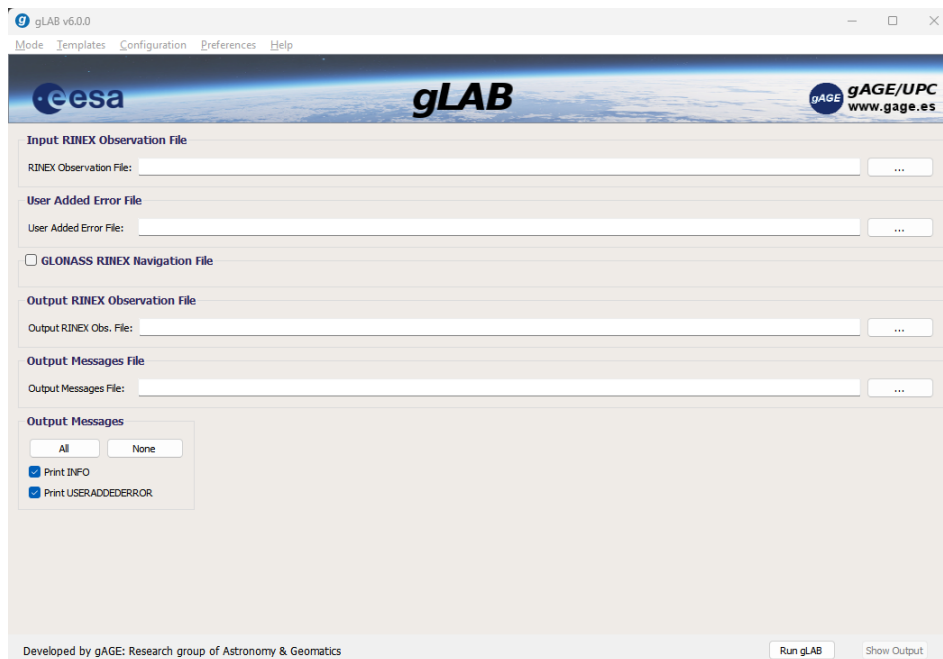 gLAB v6.0.0
Mode Templates Configuration Preferences Help
esa
gLAB
gAGE
gAGE/UPC
www.gage.es
Input RINEX Observation File
RINEX Observation File:
...
User Added Error File
User Added Error File:
...
GLONASS RINEX Navigation File
Output RINEX Observation File
Output RINEX Obs. File:
...
Output Messages File
Output Messages File:
...
Output Messages
All None
Print INFO
Print USERADDEDERROR
Developed by gAGE: Research group of Astronomy & Geomatics
Run gLAB Show Output